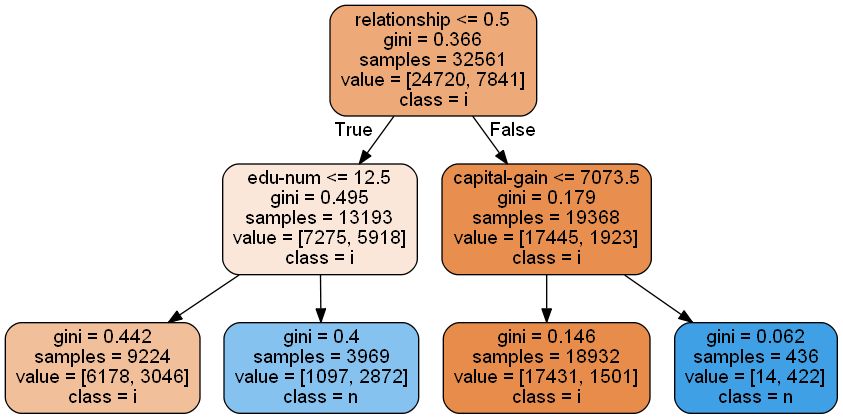 relationship <= 0.5
gini = 0.366
samples = 32561
value = [24720, 7841]
class = i
True
False
edu-num <= 12.5
gini = 0.495
samples = 13193
value = [7275, 5918]
class = i
capital-gain <= 7073.5
gini = 0.179
samples = 19368
value = [17445, 1923]
class = i
gini = 0.442
samples = 9224
value = [6178, 3046]
class = i
gini = 0.4
samples = 3969
value = [1097, 2872]
class = n
gini = 0.146
samples = 18932
value = [17431, 1501]
class = i
gini = 0.062
samples = 436
value = [14, 422]
class = n